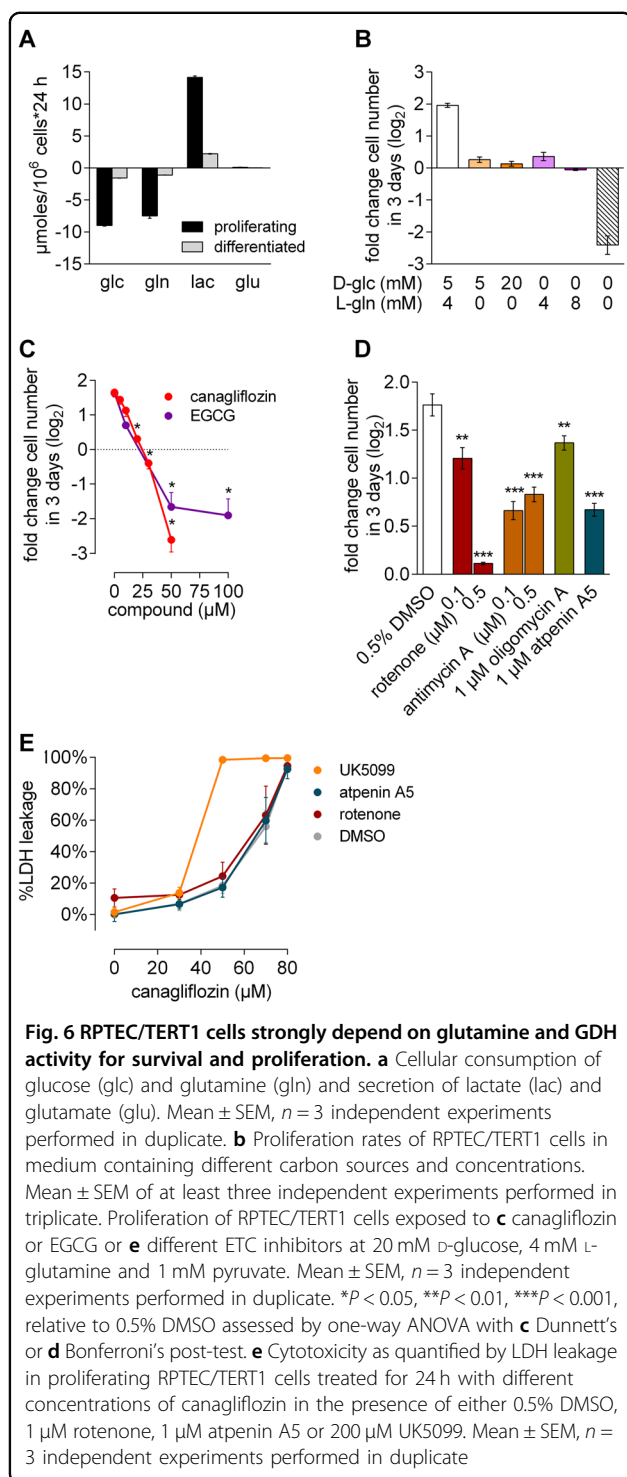 A
µmoles/10⁶ cells*24 h
15
10
5
0
-5
-10
-15
proliferating
differentiated
glc gln lac glu
B
fold change cell number
in 3 days (log₂)
3
2
1
0
-1
-2
-3
D-glc (mM) 5 5 20 0 0 0
L-gln (mM) 4 0 0 4 8 0
C
fold change cell number
in 3 days (log₂)
2
1
0
-1
-2
-3
canagliflozin
EGCG
*
*
*
*
*
0 25 50 75 100
compound (µM)
D
fold change cell number
in 3 days (log₂)
2.0
1.5
1.0
0.5
0.0
**
***
***
***
**
***
0.5% DMSO
rotenone (µM) 0.1 0.5
antimycin A (µM) 0.1 0.5
1 µM oligomycin A
1 µM atpenin A5
E
%LDH leakage
100%
80%
60%
40%
20%
0%
UK5099
atpenin A5
rotenone
DMSO
0 20 40 60 80
canagliflozin (µM)
Fig. 6 RPTEC/TERT1 cells strongly depend on glutamine and GDH
activity for survival and proliferation. a Cellular consumption of
glucose (glc) and glutamine (gln) and secretion of lactate (lac) and
glutamate (glu). Mean ± SEM, n = 3 independent experiments
performed in duplicate. b Proliferation rates of RPTEC/TERT1 cells in
medium containing different carbon sources and concentrations.
Mean ± SEM of at least three independent experiments performed in
triplicate. Proliferation of RPTEC/TERT1 cells exposed to c canagliflozin
or EGCG or e different ETC inhibitors at 20 mM D-glucose, 4 mM L-
glutamine and 1 mM pyruvate. Mean ± SEM, n = 3 independent
experiments performed in duplicate. *P < 0.05, **P < 0.01, ***P < 0.001,
relative to 0.5% DMSO assessed by one-way ANOVA with c Dunnett's
or d Bonferroni's post-test. e Cytotoxicity as quantified by LDH leakage
in proliferating RPTEC/TERT1 cells treated for 24 h with different
concentrations of canagliflozin in the presence of either 0.5% DMSO,
1 µM rotenone, 1 µM atpenin A5 or 200 µM UK5099. Mean ± SEM, n =
3 independent experiments performed in duplicate